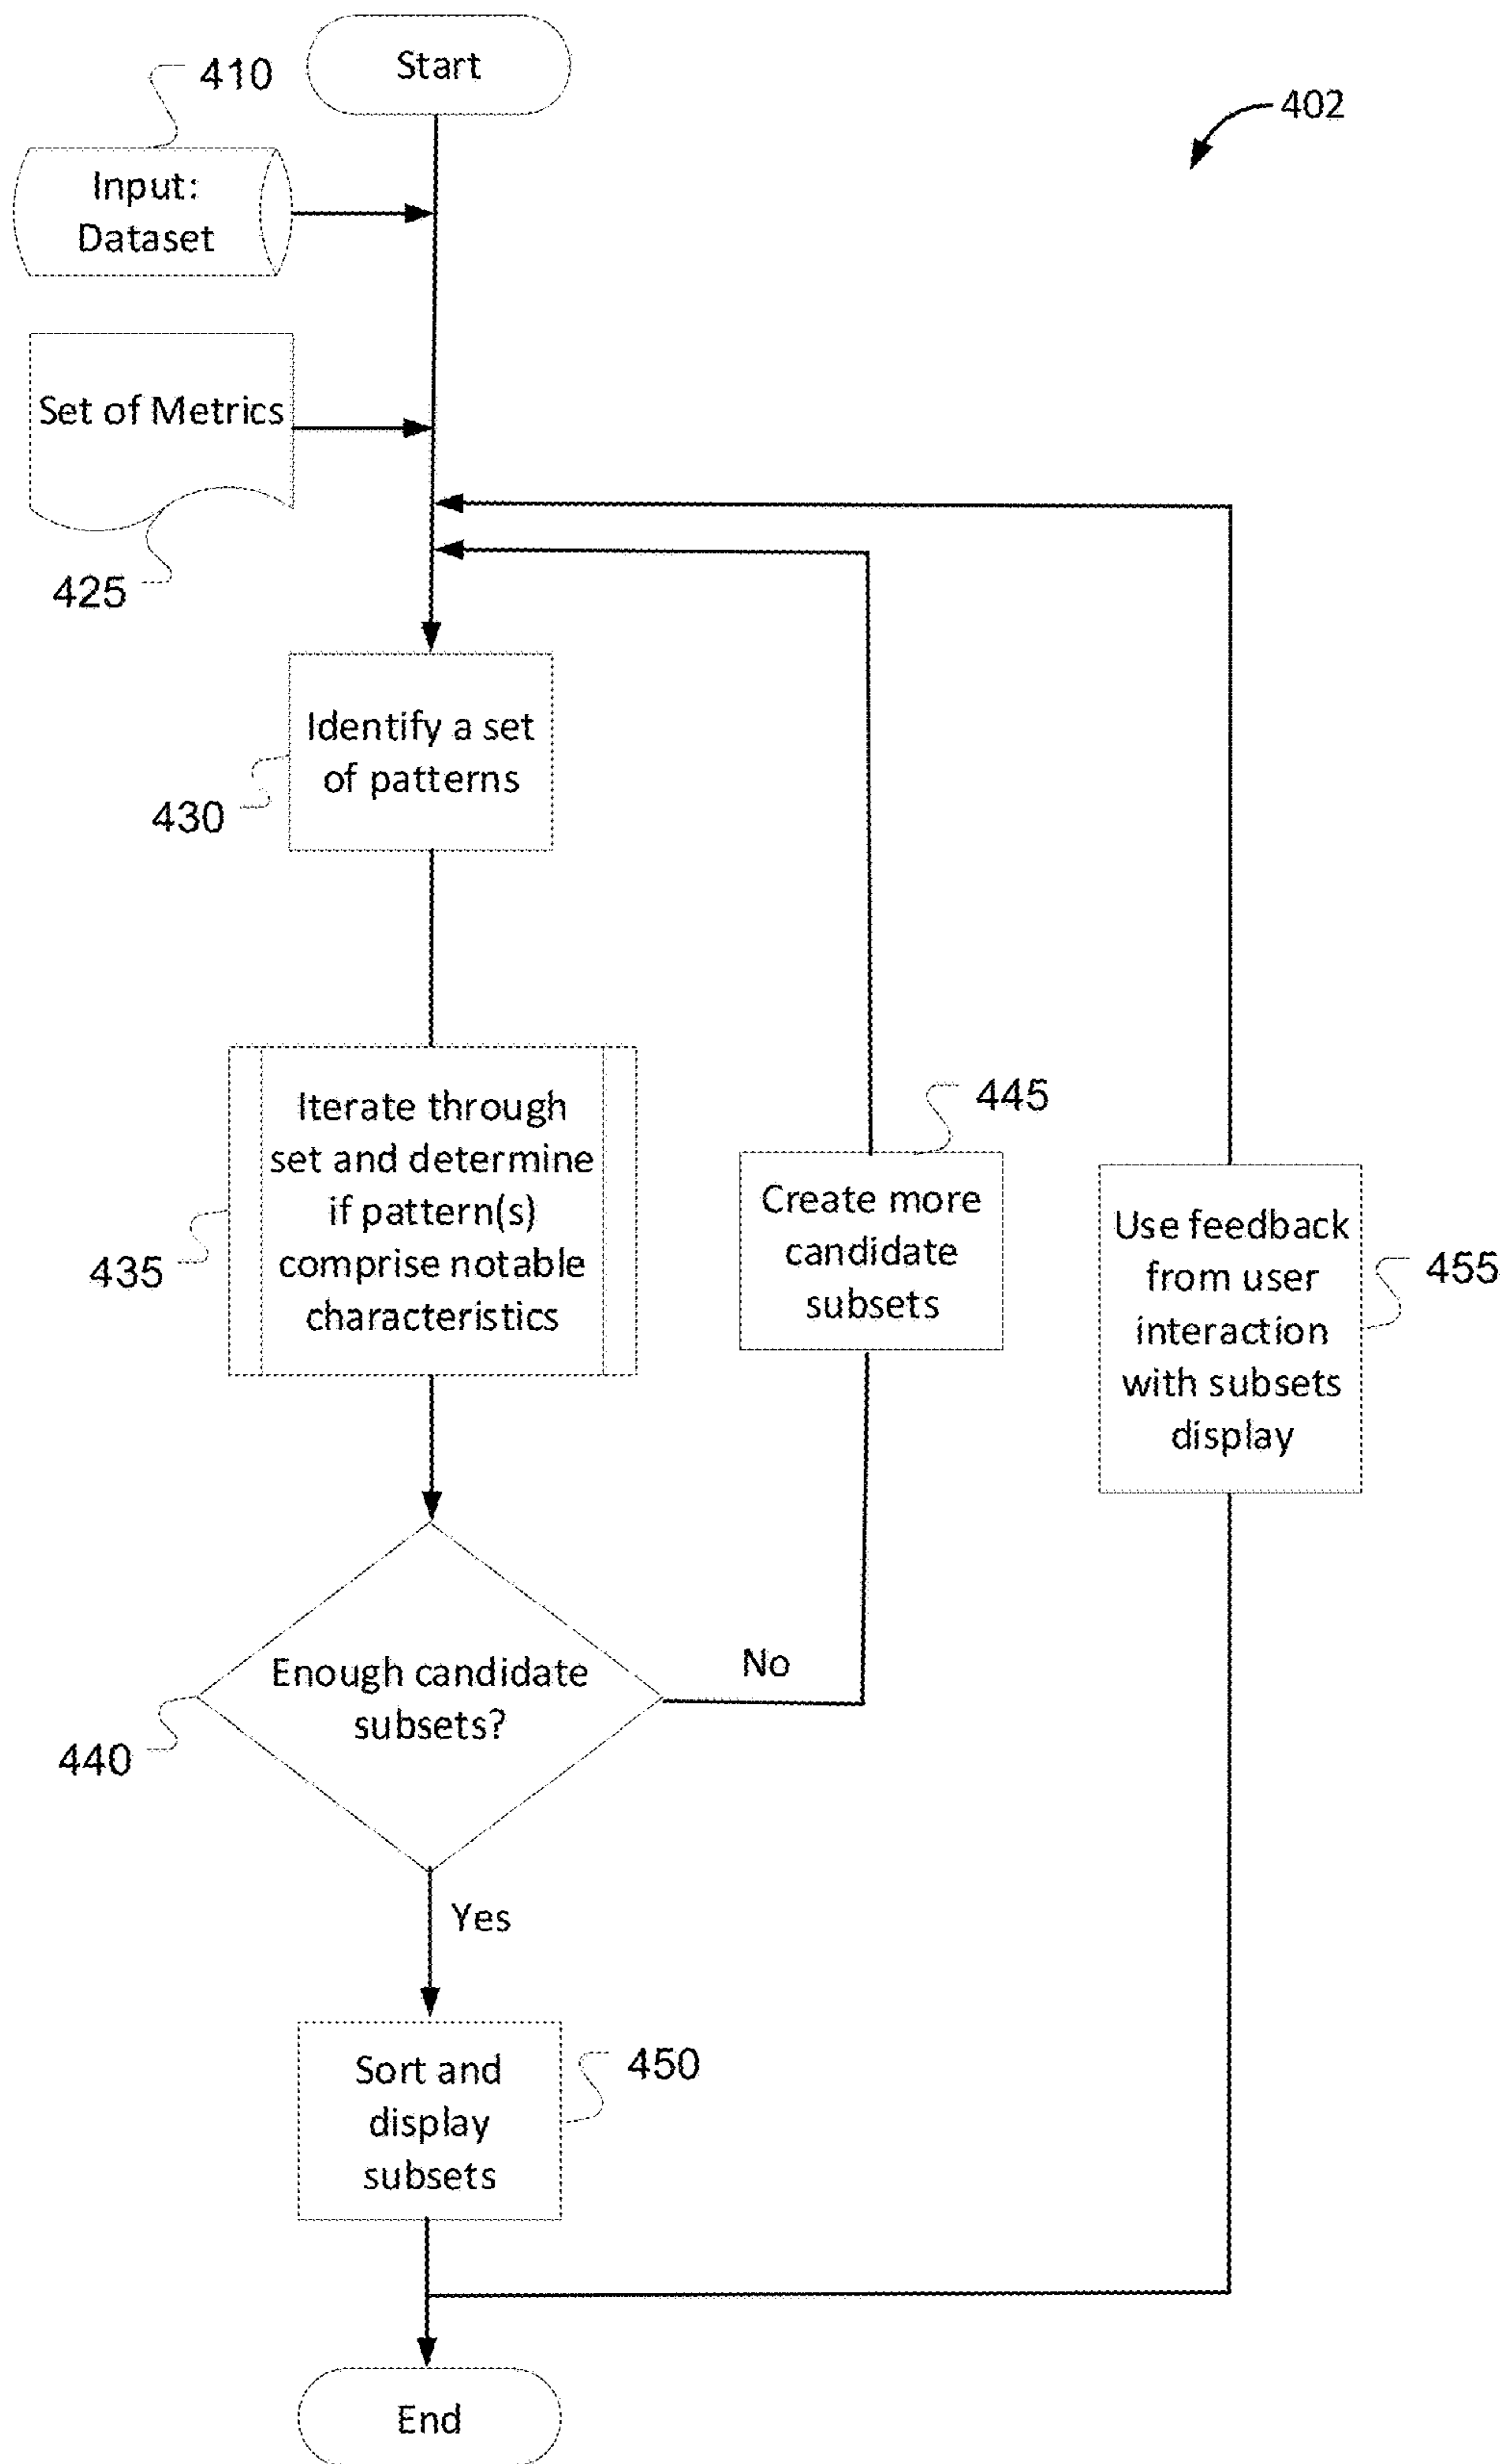 Start
410
402
Input:
Dataset
Set of Metrics
425
Identify a set
of patterns
430
Iterate through
set and determine
if pattern(s)
comprise notable
characteristics
435
445
Create more
candidate
subsets
Use feedback
from user
interaction
with subsets
display
455
Enough candidate
subsets?
No
440
Yes
Sort and
display
subsets
450
End